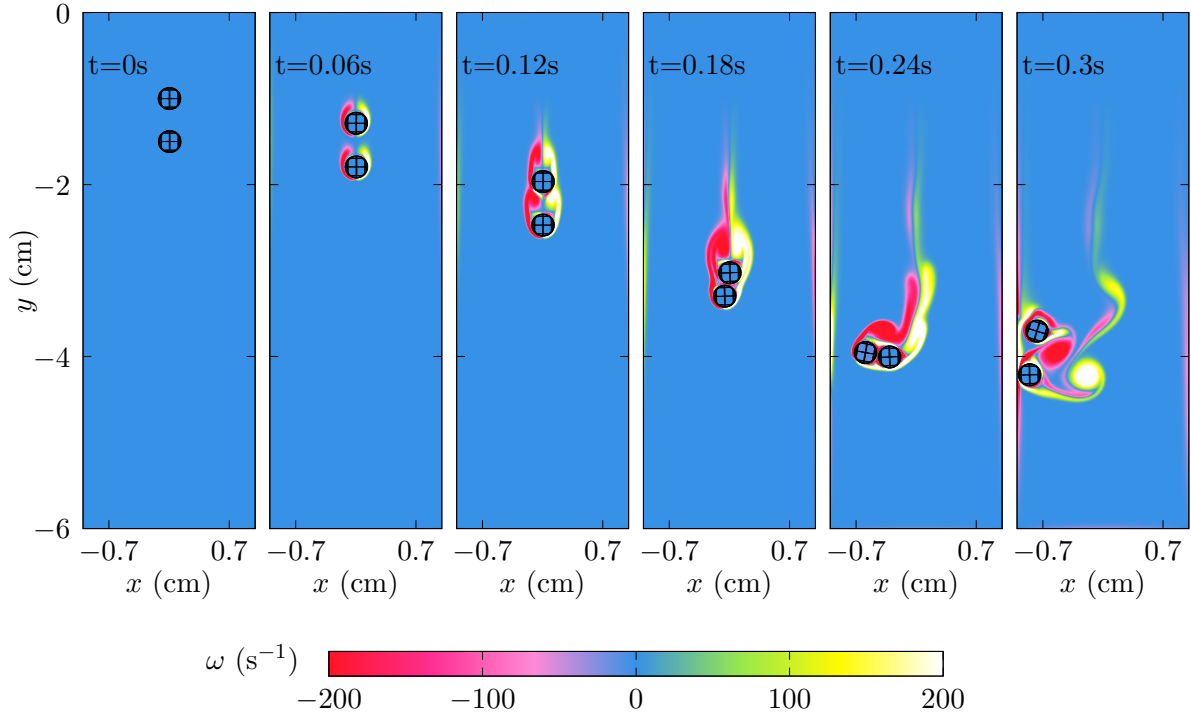 0
t=0s t=0.06s t=0.12s t=0.18s t=0.24s t=0.3s
−2
y (cm)
−4
−6
−0.7 0.7 −0.7 0.7 −0.7 0.7 −0.7 0.7 −0.7 0.7 −0.7 0.7
x (cm) x (cm) x (cm) x (cm) x (cm) x (cm)
ω (s⁻¹)
−200 −100 0 100 200